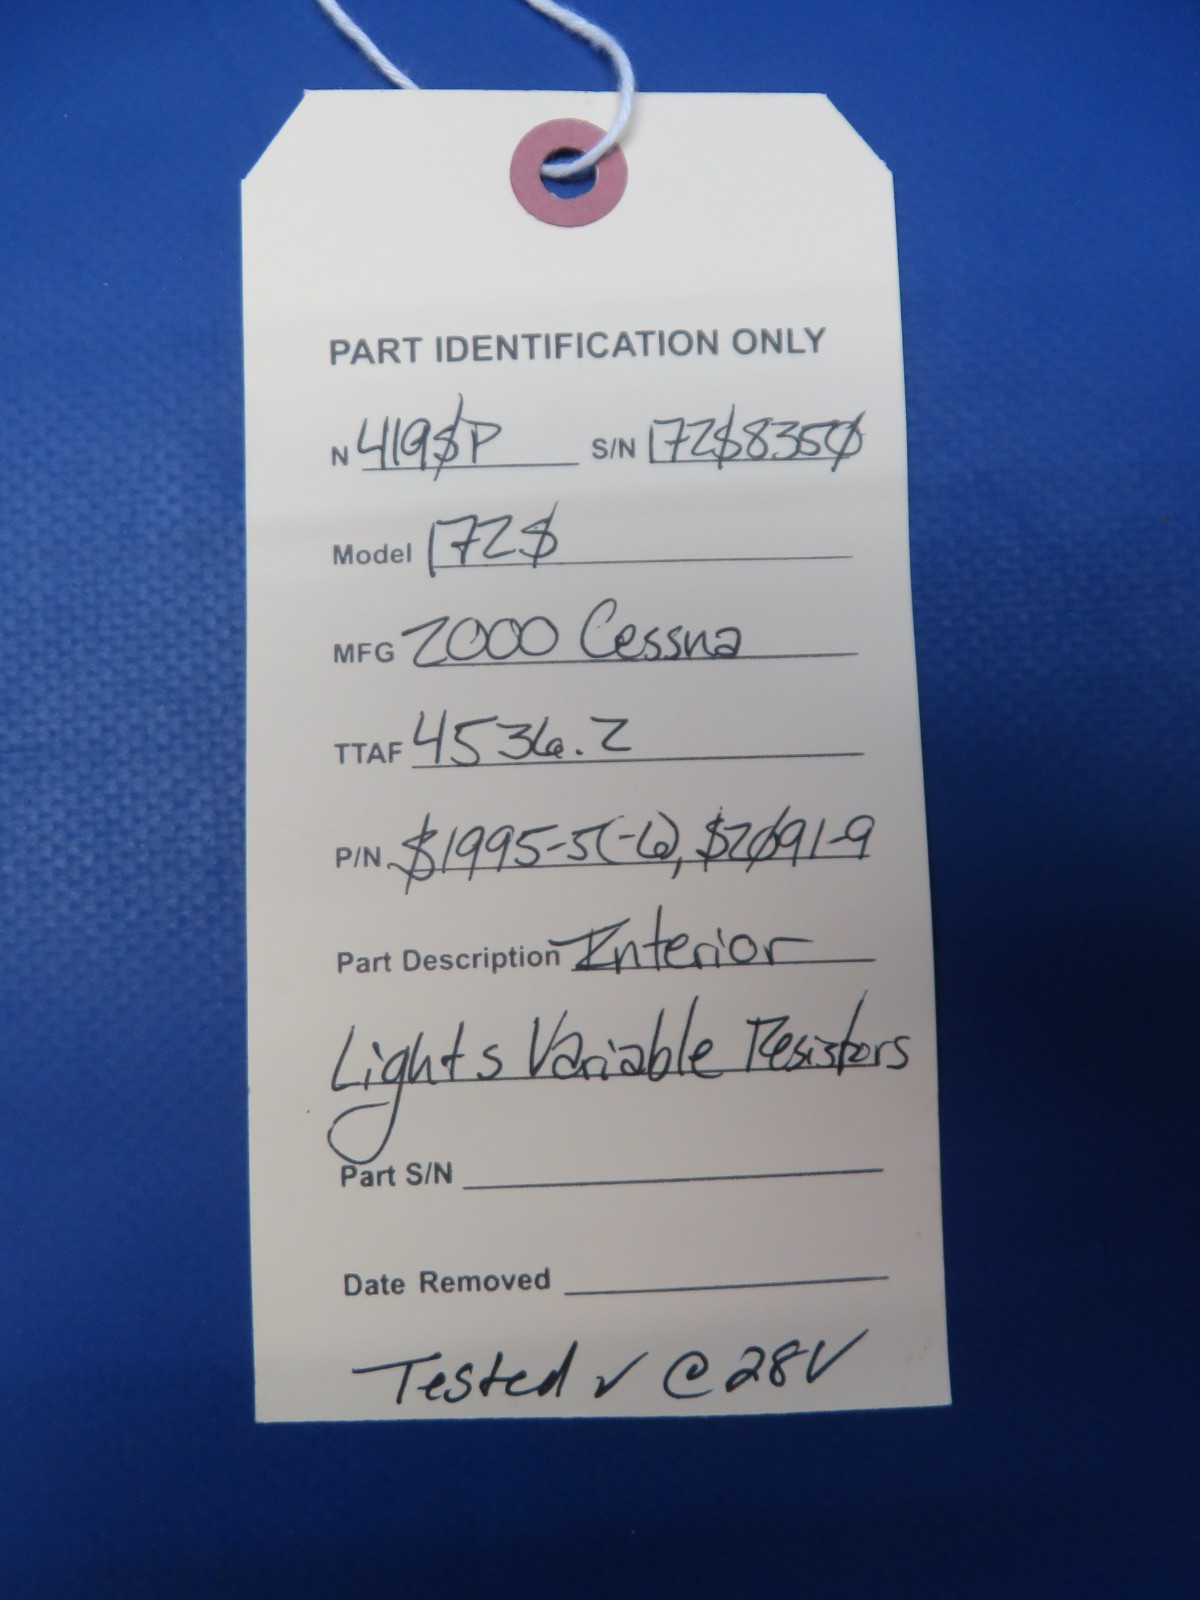 PART IDENTIFICATION ONLY
N 419SP S/N 172S8350
Model 172S
MFG 2000 Cessna
TTAF 4536.2
P/N S1995-5(-6), S2091-9
Part Description Interior
Lights Variable Resistors
Part S/N
Date Removed
Tested ✓ @ 28V